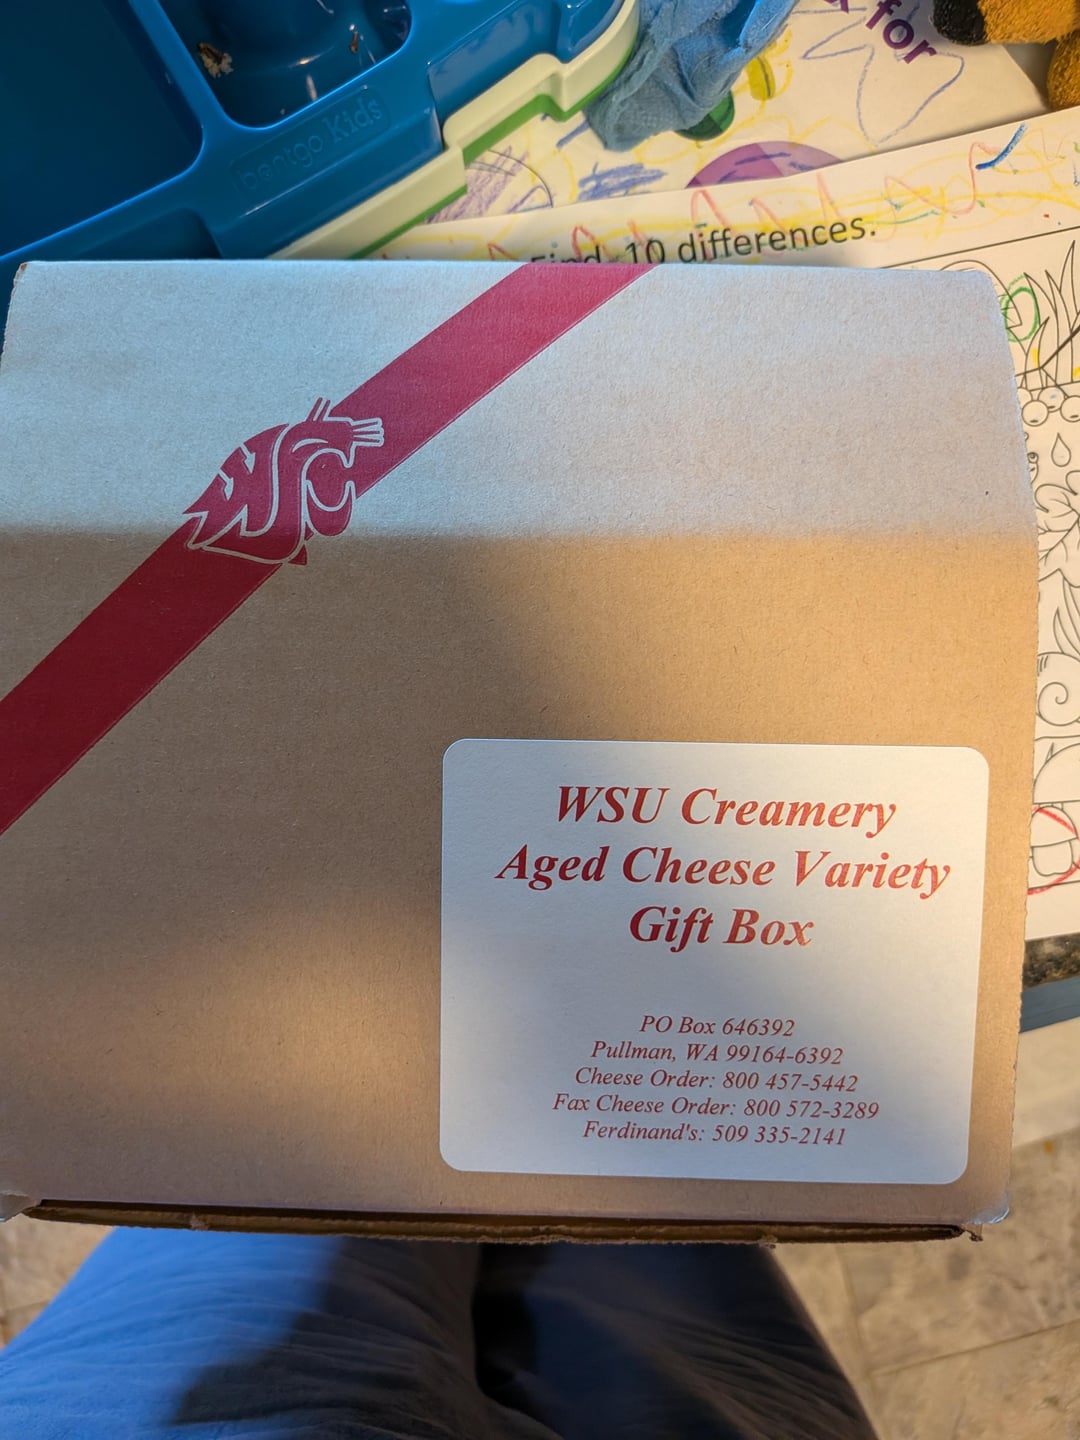 for
bentgo Kids
Find 10 differences.
WSC
WSU Creamery
Aged Cheese Variety
Gift Box
PO Box 646392
Pullman, WA 99164-6392
Cheese Order: 800 457-5442
Fax Cheese Order: 800 572-3289
Ferdinand's: 509 335-2141